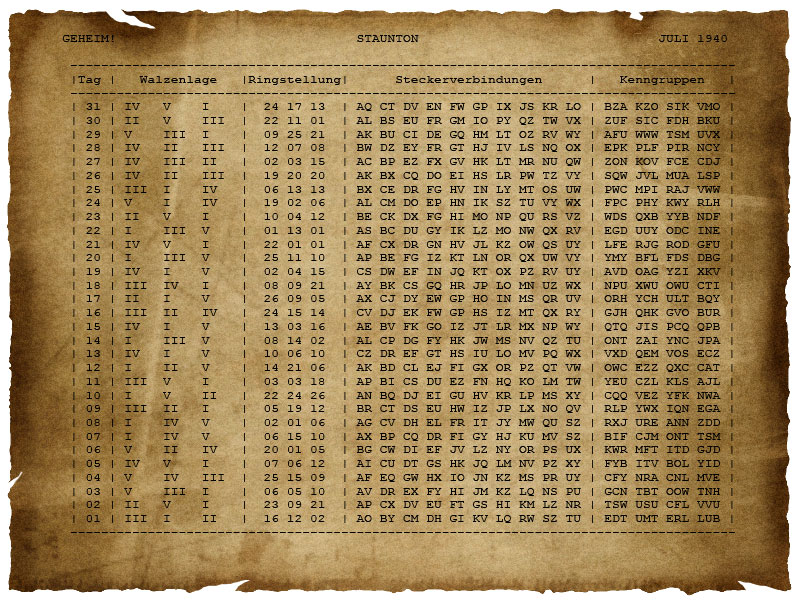 GEHEIM! STAUNTON JULI 1940
--------------------------------------------------------------------------------
|Tag | Walzenlage |Ringstellung| Steckerverbindungen | Kenngruppen |
--------------------------------------------------------------------------------
| 31 | IV V I | 24 17 13 | AQ CT DV EN FW GP IX JS KR LO | BZA KZO SIK VMO |
| 30 | II V III | 22 11 01 | AL BS EU FR GM IO PY QZ TW VX | ZUF SIC FDH BKU |
| 29 | V III I | 09 25 21 | AK BU CI DE GQ HM LT OZ RV WY | AFU WWW TSM UVX |
| 28 | IV II III | 12 07 08 | BW DZ EY FR GT HJ IV LS NQ OX | EPK PLF PIR NCY |
| 27 | IV III II | 02 03 15 | AC BP EZ FX GV HK LT MR NU QW | ZON KOV FCE CDJ |
| 26 | IV II III | 19 20 20 | AK BX CQ DO EI HS LR PW TZ VY | SQW JVL MUA LSP |
| 25 | III I IV | 06 13 13 | BX CE DR FG HV IN LY MT OS UW | PWC MPI RAJ VWW |
| 24 | V I IV | 19 02 06 | AL CM DO EP HN IK SZ TU VY WX | FPC PHY KWY RLH |
| 23 | II V I | 10 04 12 | BE CK DX FG HI MO NP QU RS VZ | WDS QXB YYB NDF |
| 22 | I III V | 01 13 01 | AS BC DU GY IK LZ MO NW QX RV | EGD UUY ODC INE |
| 21 | IV V I | 22 01 01 | AF CX DR GN HV JL KZ OW QS UY | LFE RJG ROD GFU |
| 20 | I III V | 25 11 10 | AP BE FG IZ KT LN OR QX UW VY | YMY BFL FDS DBG |
| 19 | IV I V | 02 04 15 | CS DW EF IN JQ KT OX PZ RV UY | AVD OAG YZI XKV |
| 18 | III IV I | 08 09 21 | AY BK CS GQ HR JP LO MN UZ WX | NPU XWU OWU CTI |
| 17 | II I V | 26 09 05 | AX CJ DY EW GP HO IN MS QR UV | ORH YCH ULT BQY |
| 16 | III II IV | 24 15 14 | CV DJ EK FW GP HS IZ MT QX RY | GJH QHK GVO BUR |
| 15 | IV I V | 13 03 16 | AE BV FK GO IZ JT LR MX NP WY | QTQ JIS PCQ QPB |
| 14 | I III V | 08 14 02 | AL CP DG FY HK JW MS NV QZ TU | ONT ZAI YNC JPA |
| 13 | IV I V | 10 06 10 | CZ DR EF GT HS IU LO MV PQ WX | VXD QEM VOS ECZ |
| 12 | I II V | 14 21 06 | AK BD CL EJ FI GX OR PZ QT VW | OWC EZZ QXC CAT |
| 11 | III V I | 03 03 18 | AP BI CS DU EZ FN HQ KO LM TW | YEU CZL KLS AJL |
| 10 | I V II | 22 24 26 | AN BQ DJ EI GU HV KR LP MS XY | CQQ VEZ YFK NWA |
| 09 | III II I | 05 19 12 | BR CT DS EU HW IZ JP LX NO QV | RLP YWX IQN EGA |
| 08 | I IV V | 02 01 06 | AG CV DH EL FR IT JY MW QU SZ | RXJ URE ANN ZDD |
| 07 | I IV V | 06 15 10 | AX BP CQ DR FI GY HJ KU MV SZ | BIF CJM ONT TSM |
| 06 | V II IV | 20 01 05 | BG CW DI EF JV LZ NY OR PS UX | KWR MFT ITD GJD |
| 05 | IV V I | 07 06 12 | AI CU DT GS HK JQ LM NV PZ XY | FYB ITV BOL YID |
| 04 | V IV III | 25 15 09 | AF EQ GW HX IO JN KZ MS PR UY | CFY NRA CNL MVE |
| 03 | V III I | 06 05 10 | AV DR EX FY HI JM KZ LQ NS PU | GCN TBT OOW TNH |
| 02 | II V I | 23 09 21 | AP CX DV EU FT GS HI KM LZ NR | TSW USU CFL VVU |
| 01 | III I II | 16 12 02 | AO BY CM DH GI KV LQ RW SZ TU | EDT UMT ERL LUB |
--------------------------------------------------------------------------------